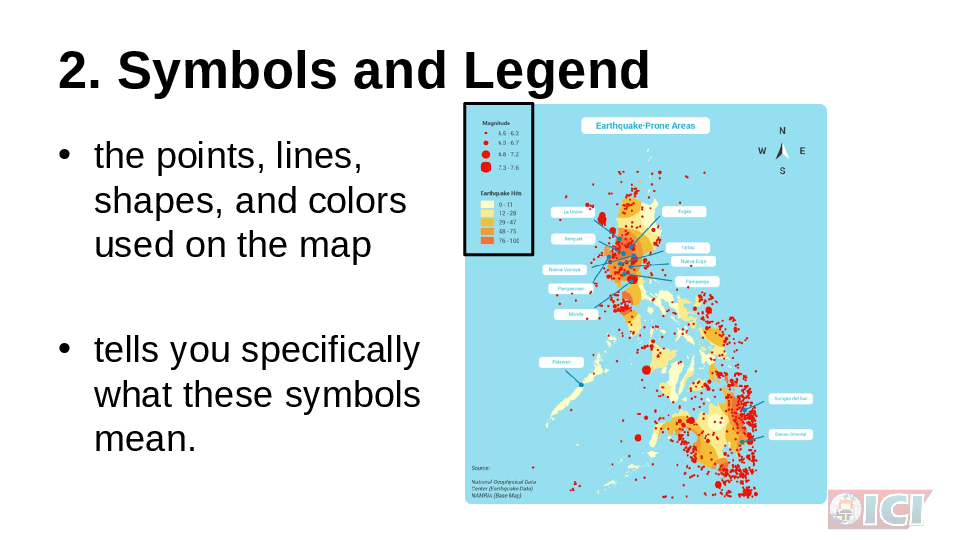 2. Symbols and Legend
• the points, lines,
shapes, and colors
used on the map
• tells you specifically
what these symbols
mean.
Magnitude
5.5 - 6.2
6.3 - 6.7
6.8 - 7.2
7.3 - 7.6
Earthquake Hits
0 - 11
12 - 28
29 - 47
48 - 75
76 - 100
Earthquake-Prone Areas
N
W E
S
La Union
Ifugao
Benguet
Tarlac
Nueva Ecija
Nueva Vizcaya
Pampanga
Pangasinan
Manila
Palawan
Surigao del Sur
Davao Oriental
Source:
National Geophysical Data
Center (Earthquake Data)
NAMRIA (Base Map)
ICI